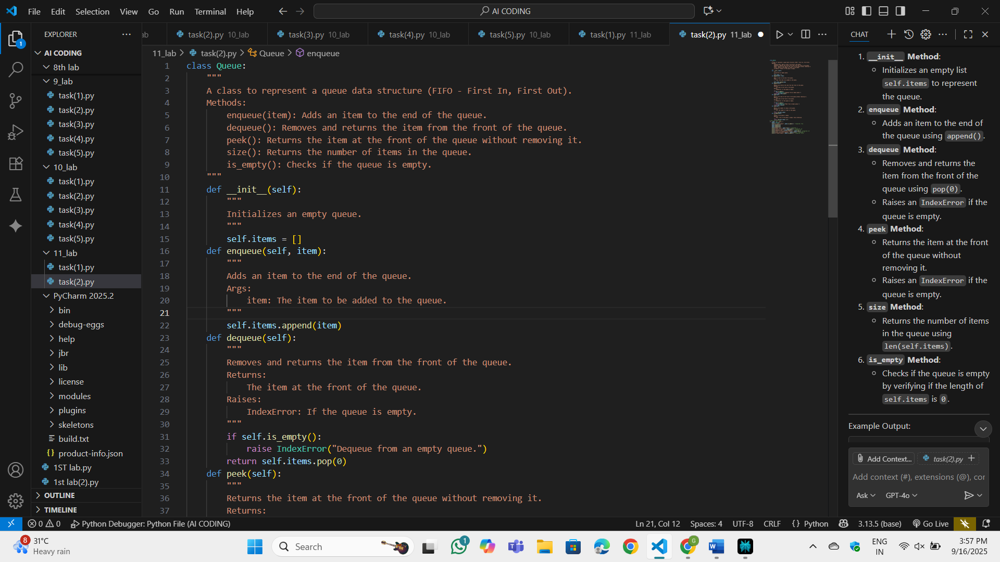 File Edit Selection View Go Run Terminal Help
AI CODING
EXPLORER
AI CODING
8th lab
9_lab
task(1).py
task(2).py
task(3).py
task(4).py
task(5).py
10_lab
task(1).py
task(2).py
task(3).py
task(4).py
task(5).py
11_lab
task(1).py
task(2).py
PyCharm 2025.2
bin
debug-eggs
help
jbr
lib
license
modules
plugins
skeletons
build.txt
product-info.json
1ST lab.py
1st lab(2).py
OUTLINE
TIMELINE
ab task(2).py 10_lab task(3).py 10_lab task(4).py 10_lab task(5).py 10_lab task(1).py 11_lab task(2).py 11_lab
11_lab > task(2).py > Queue > enqueue
1 class Queue:
2 """
3 A class to represent a queue data structure (FIFO - First In, First Out).
4 Methods:
5 enqueue(item): Adds an item to the end of the queue.
6 dequeue(): Removes and returns the item from the front of the queue.
7 peek(): Returns the item at the front of the queue without removing it.
8 size(): Returns the number of items in the queue.
9 is_empty(): Checks if the queue is empty.
10 """
11 def __init__(self):
12 """
13 Initializes an empty queue.
14 """
15 self.items = []
16 def enqueue(self, item):
17 """
18 Adds an item to the end of the queue.
19 Args:
20 item: The item to be added to the queue.
21 """
22 self.items.append(item)
23 def dequeue(self):
24 """
25 Removes and returns the item from the front of the queue.
26 Returns:
27 The item at the front of the queue.
28 Raises:
29 IndexError: If the queue is empty.
30 """
31 if self.is_empty():
32 raise IndexError("Dequeue from an empty queue.")
33 return self.items.pop(0)
34 def peek(self):
35 """
36 Returns the item at the front of the queue without removing it.
37 Returns:
CHAT
1. __init__ Method:
Initializes an empty list
self.items to represent
the queue.
2. enqueue Method:
Adds an item to the end of
the queue using append().
3. dequeue Method:
Removes and returns the
item from the front of the
queue using pop(0).
Raises an IndexError if the
queue is empty.
4. peek Method:
Returns the item at the front
of the queue without
removing it.
Raises an IndexError if the
queue is empty.
5. size Method:
Returns the number of items
in the queue using
len(self.items).
6. is_empty Method:
Checks if the queue is empty
by verifying if the length of
self.items is 0.
Example Output:
Add Context... task(2).py
Add context (#), extensions (@), cor
Ask GPT-4o
0 0 Python Debugger: Python File (AI CODING)
Ln 21, Col 12 Spaces: 4 UTF-8 CRLF {} Python 3.13.5 (base) Go Live
8 31°C
Heavy rain
Search
1
G
ENG
IN
3:57 PM
9/16/2025